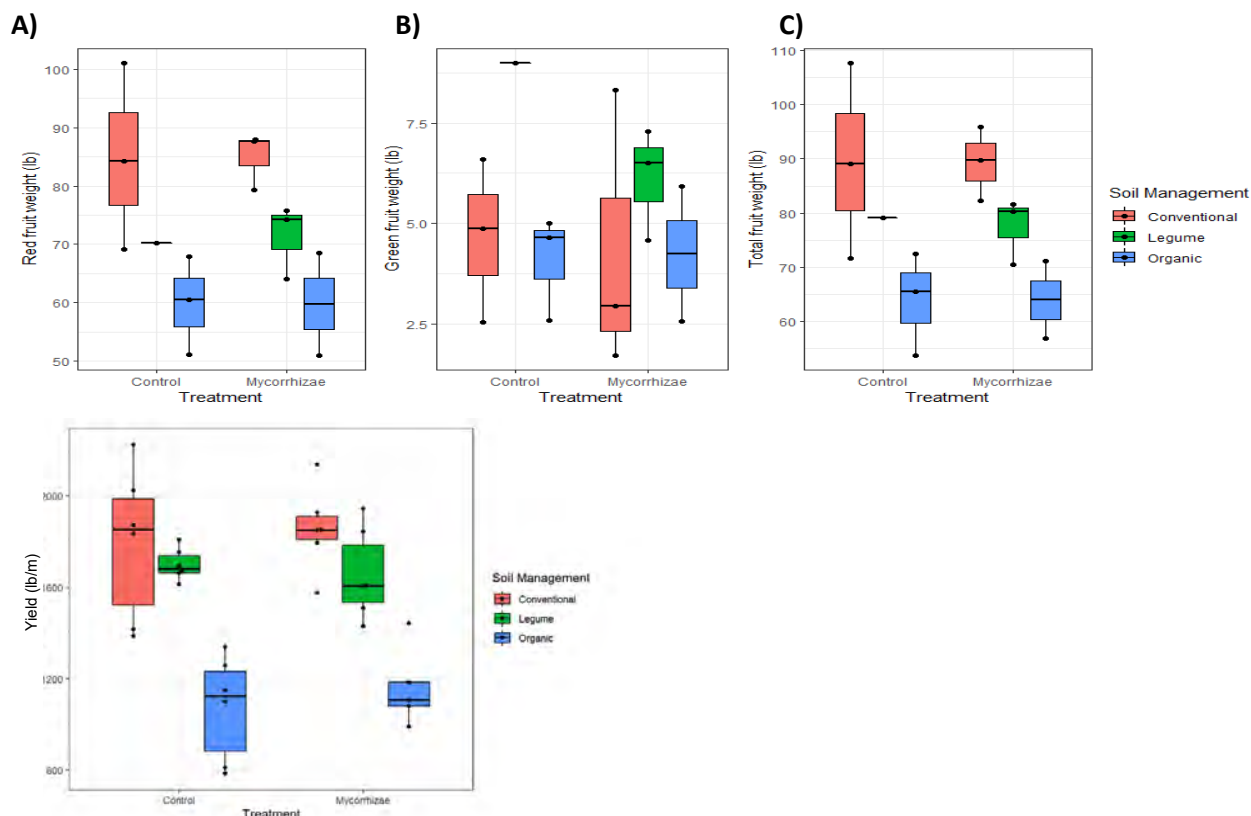 A)
B)
C)
Red fruit weight (lb)
100
90
80
70
60
50
Control
Mycorrhizae
Treatment
Green fruit weight (lb)
7.5
5.0
2.5
Control
Mycorrhizae
Treatment
Total fruit weight (lb)
110
100
90
80
70
60
Control
Mycorrhizae
Treatment
Soil Management
Conventional
Legume
Organic
Yield (lb/m)
2000
1600
1200
800
Control
Mycorrhizae
Treatment
Soil Management
Conventional
Legume
Organic